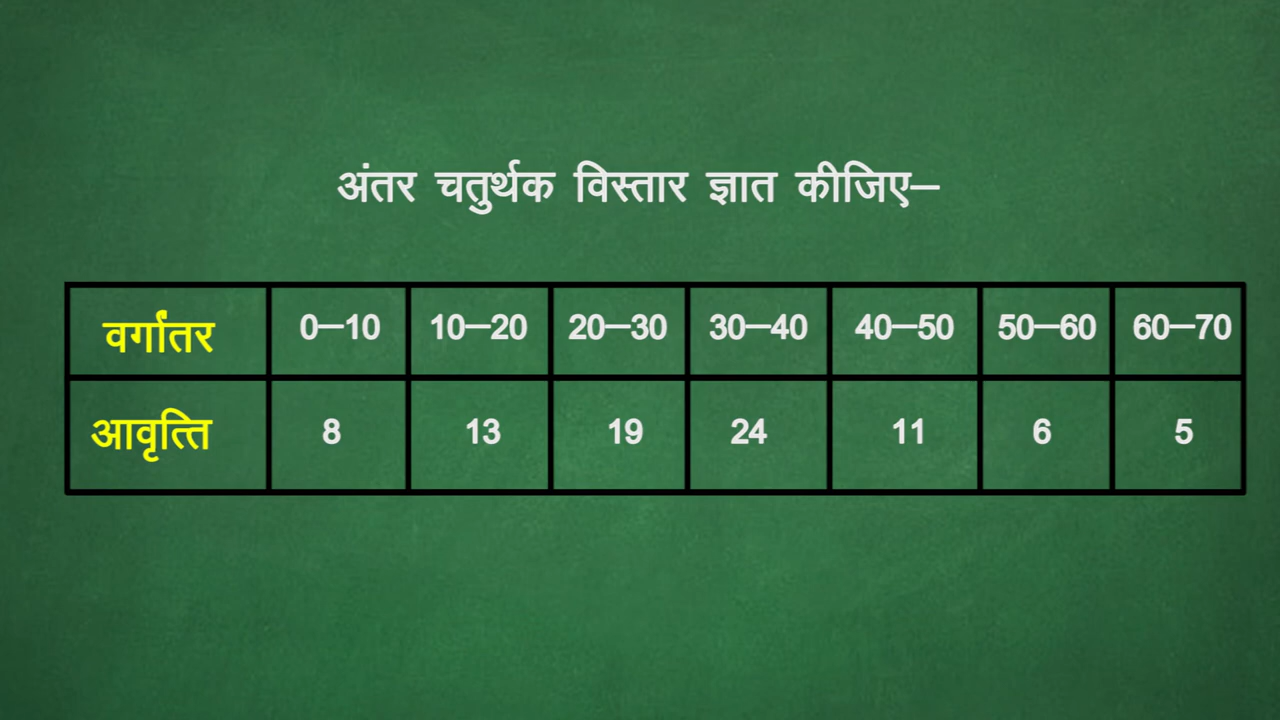 अंतर चतुर्थक विस्तार ज्ञात कीजिए–
वर्गांतर 0–10 10–20 20–30 30–40 40–50 50–60 60–70
आवृत्ति 8 13 19 24 11 6 5